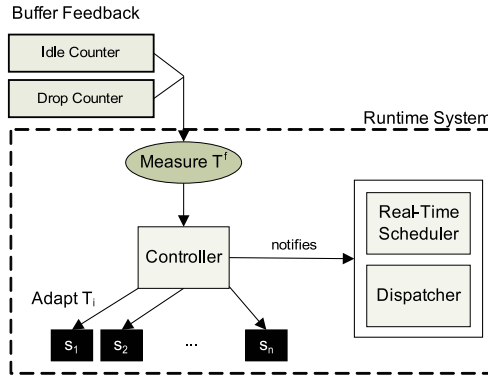 Buffer Feedback
Idle Counter
Drop Counter
Runtime System
Measure T^f
Real-Time
Scheduler
Controller
notifies
Dispatcher
Adapt T_i
s_1
s_2
...
s_n